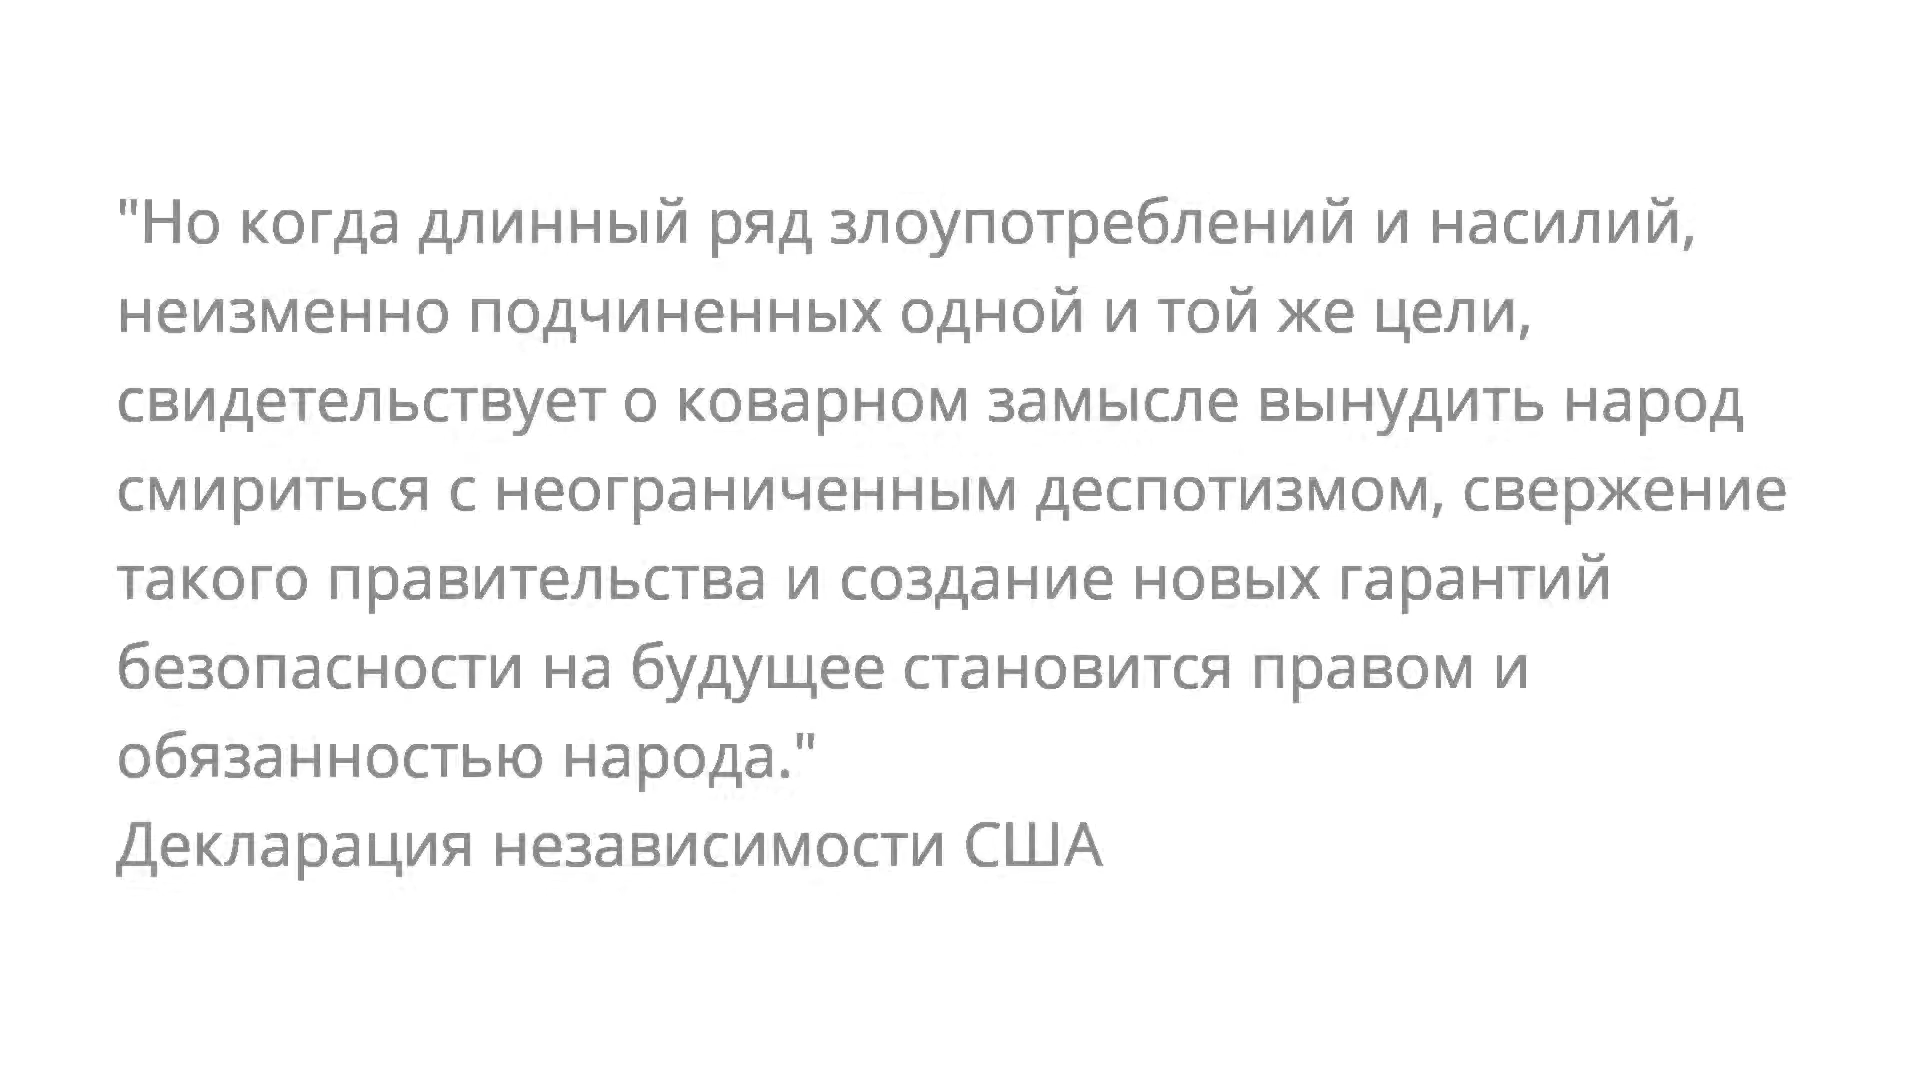 "Но когда длинный ряд злоупотреблений и насилий,
неизменно подчиненных одной и той же цели,
свидетельствует о коварном замысле вынудить народ
смириться с неограниченным деспотизмом, свержение
такого правительства и создание новых гарантий
безопасности на будущее становится правом и
обязанностью народа."
Декларация независимости США